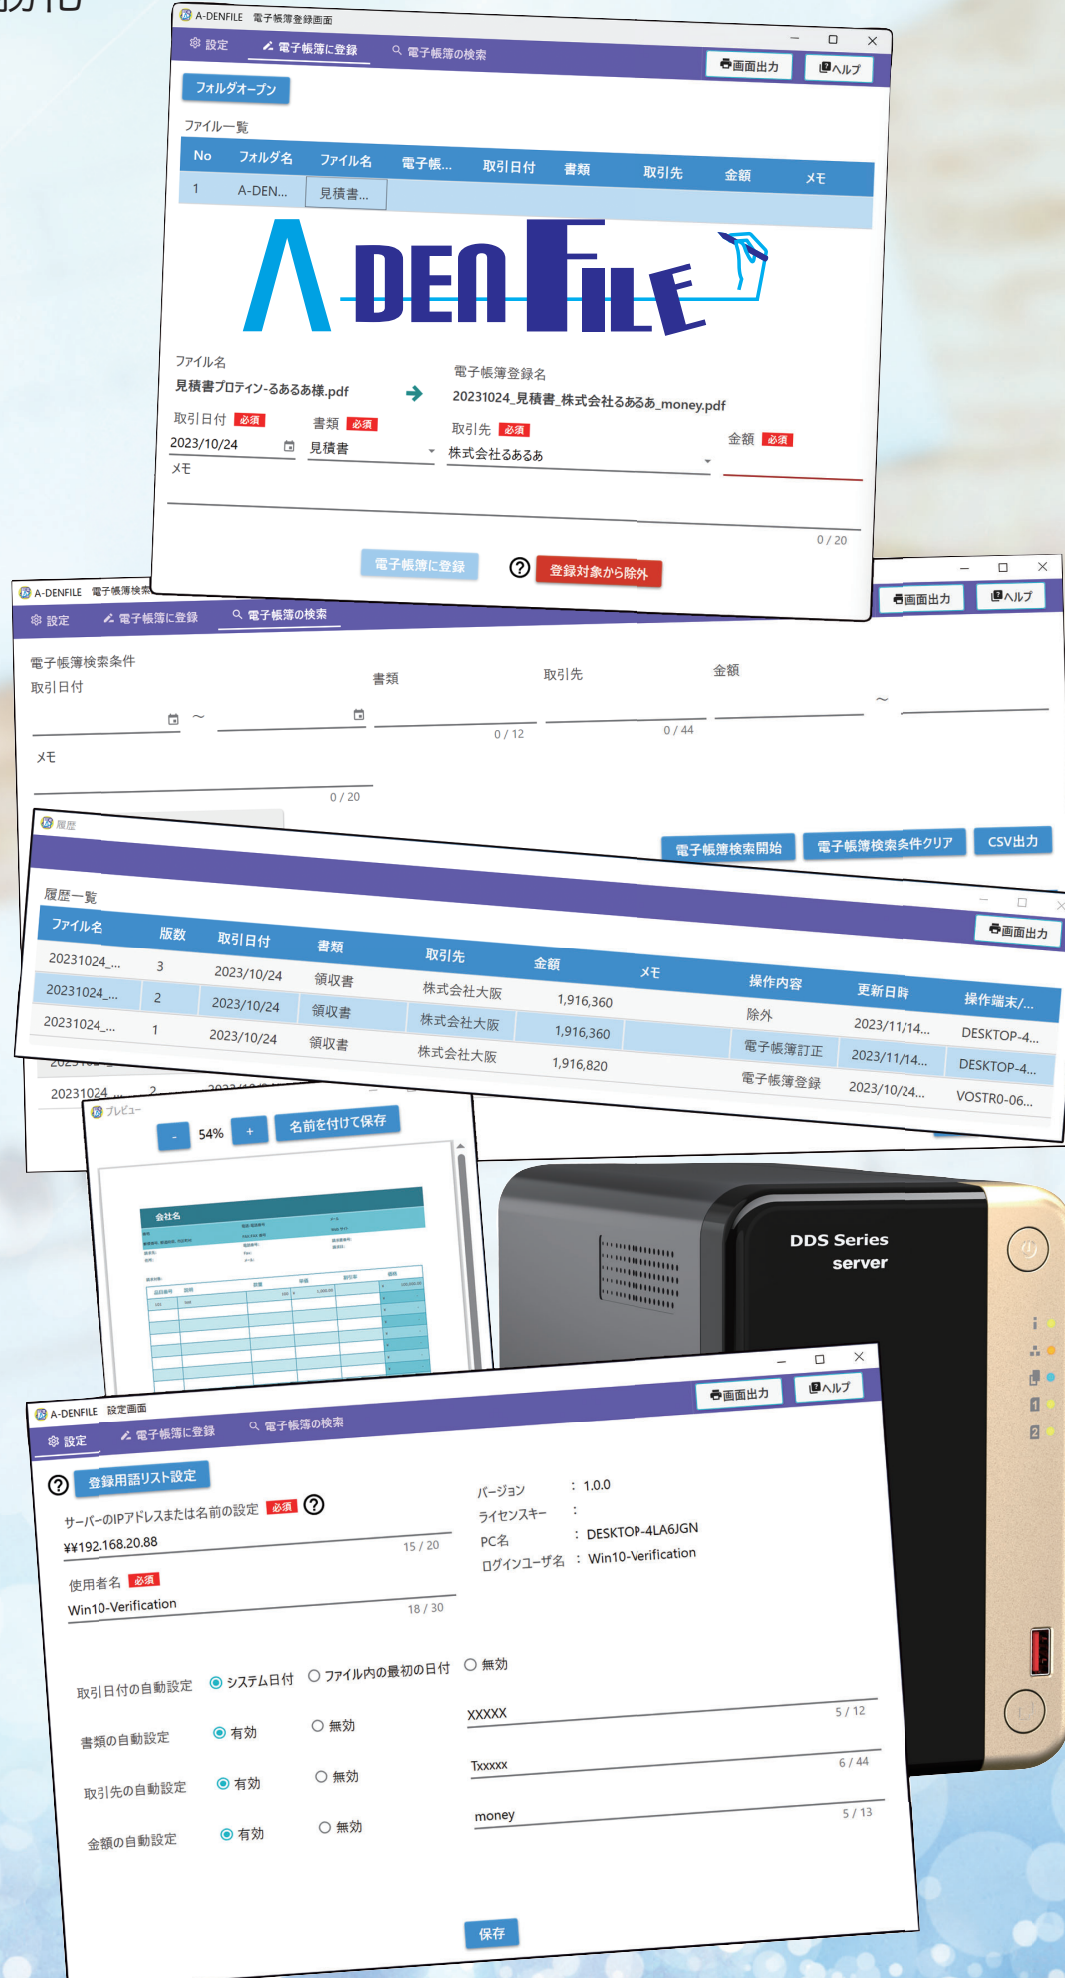 A-DENFILE 電子帳簿登録画面
設定 電子帳簿に登録 電子帳簿の検索 画面出力 ヘルプ
フォルダオープン
ファイル一覧
No フォルダ名 ファイル名 電子帳... 取引日付 書類 取引先 金額 メモ
1 A-DEN... 見積書...
A DENFILE
ファイル名 電子帳簿登録名
見積書プロティン-るあるあ様.pdf 20231024_見積書_株式会社るあるあ_money.pdf
取引日付 必須 書類 必須 取引先 必須 金額 必須
2023/10/24 見積書 株式会社るあるあ
メモ
0 / 20
電子帳簿に登録 登録対象から除外
A-DENFILE 電子帳簿検索
設定 電子帳簿に登録 電子帳簿の検索 画面出力 ヘルプ
電子帳簿検索条件
取引日付 書類 取引先 金額
～ ～
0 / 12 0 / 44
メモ
0 / 20
電子帳簿検索開始 電子帳簿検索条件クリア CSV出力
履歴
画面出力
履歴一覧
ファイル名 版数 取引日付 書類 取引先 金額 メモ 操作内容 更新日時 操作端末/...
20231024_... 3 2023/10/24 領収書 株式会社大阪 1,916,360 除外 2023/11/14... DESKTOP-4...
20231024_... 2 2023/10/24 領収書 株式会社大阪 1,916,360 電子帳簿訂正 2023/11/14... DESKTOP-4...
20231024_... 1 2023/10/24 領収書 株式会社大阪 1,916,820 電子帳簿登録 2023/10/24... VOSTRO-06...
20231024 2
プレビュー
- 54% + 名前を付けて保存
会社名
DDS Series
server
1
2
A-DENFILE 設定画面
設定 電子帳簿に登録 電子帳簿の検索 画面出力 ヘルプ
登録用語リスト設定
サーバーのIPアドレスまたは名前の設定 必須
¥¥192.168.20.88
15 / 20
使用者名 必須
Win10-Verification
18 / 30
バージョン : 1.0.0
ライセンスキー :
PC名 : DESKTOP-4LA6JGN
ログインユーザ名 : Win10-Verification
取引日付の自動設定 システム日付 ファイル内の最初の日付 無効
書類の自動設定 有効 無効 XXXXX
5 / 12
取引先の自動設定 有効 無効 Txxxxx
6 / 44
金額の自動設定 有効 無効 money
5 / 13
保存